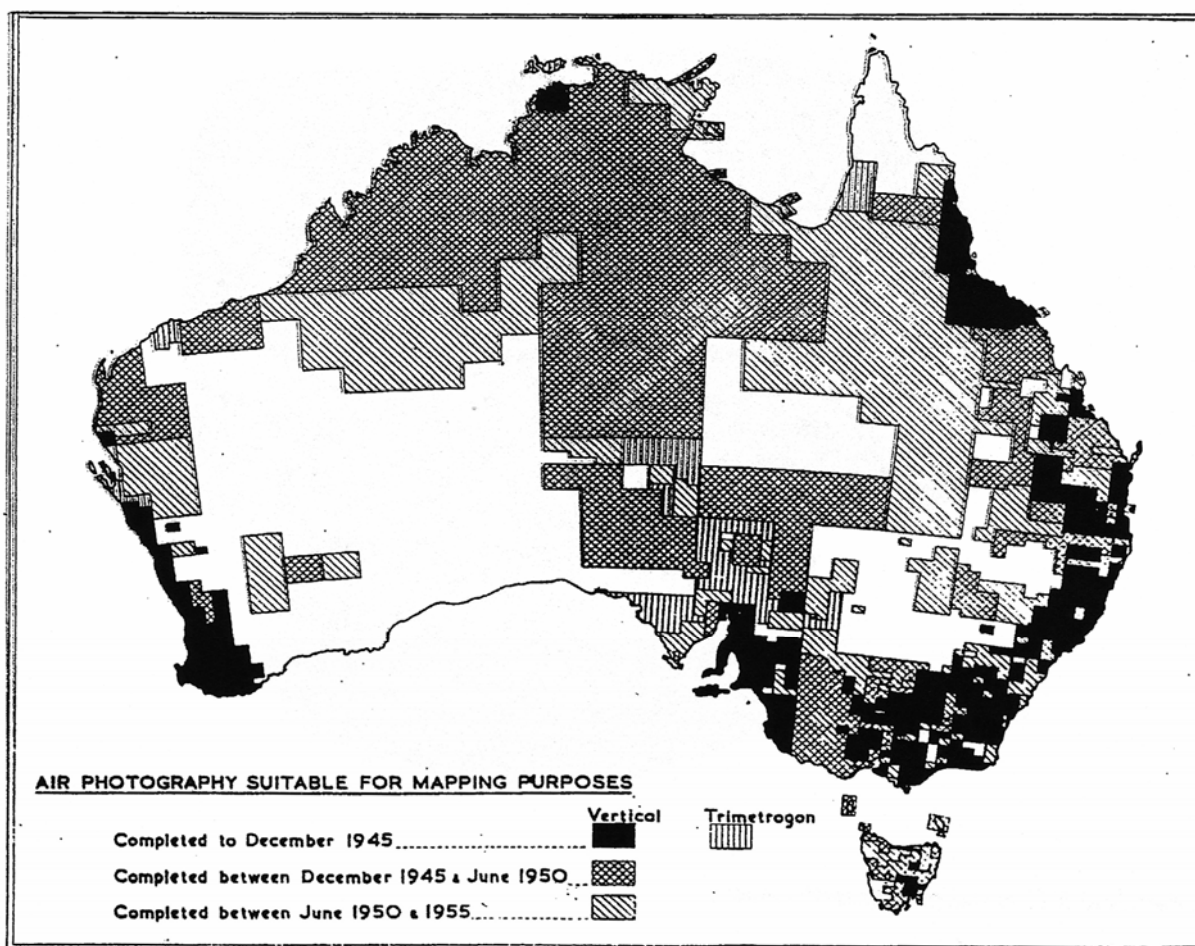 AIR PHOTOGRAPHY SUITABLE FOR MAPPING PURPOSES
Vertical Trimetrogon
Completed to December 1945
Completed between December 1945 & June 1950
Completed between June 1950 & 1955